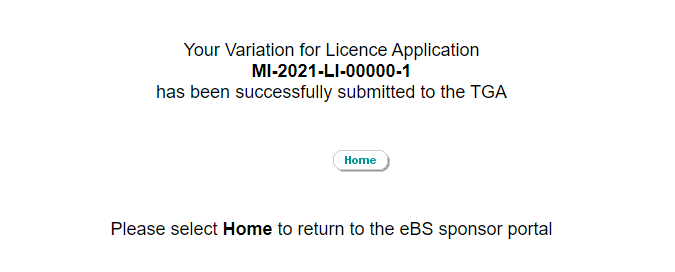 Your Variation for Licence Application
MI-2021-LI-00000-1
has been successfully submitted to the TGA
Home
Please select Home to return to the eBS sponsor portal